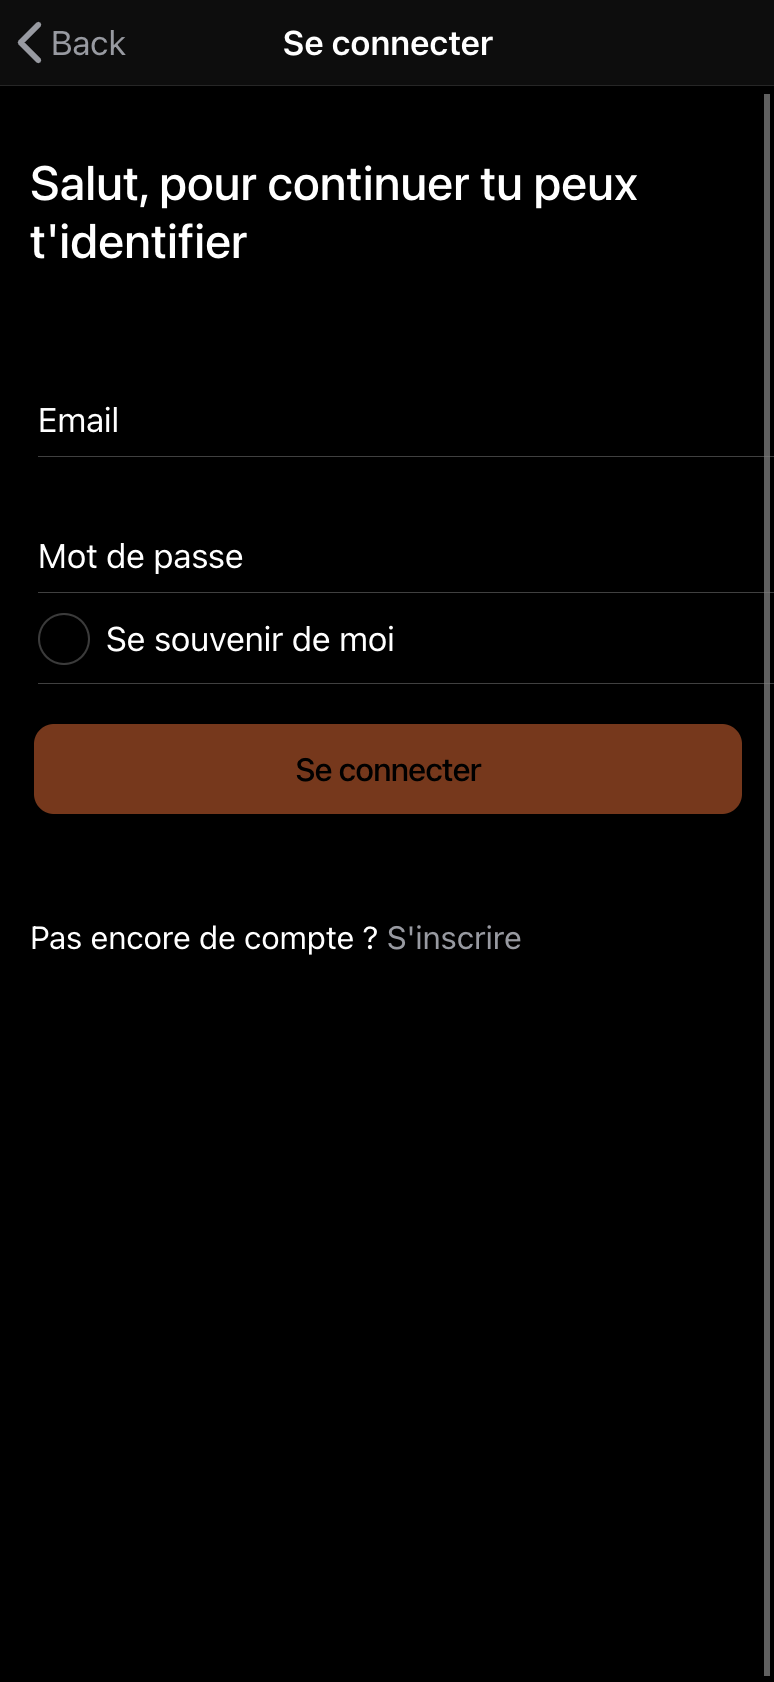 Back
Se connecter
Salut, pour continuer tu peux
t'identifier
Email
Mot de passe
Se souvenir de moi
Se connecter
Pas encore de compte ? S'inscrire